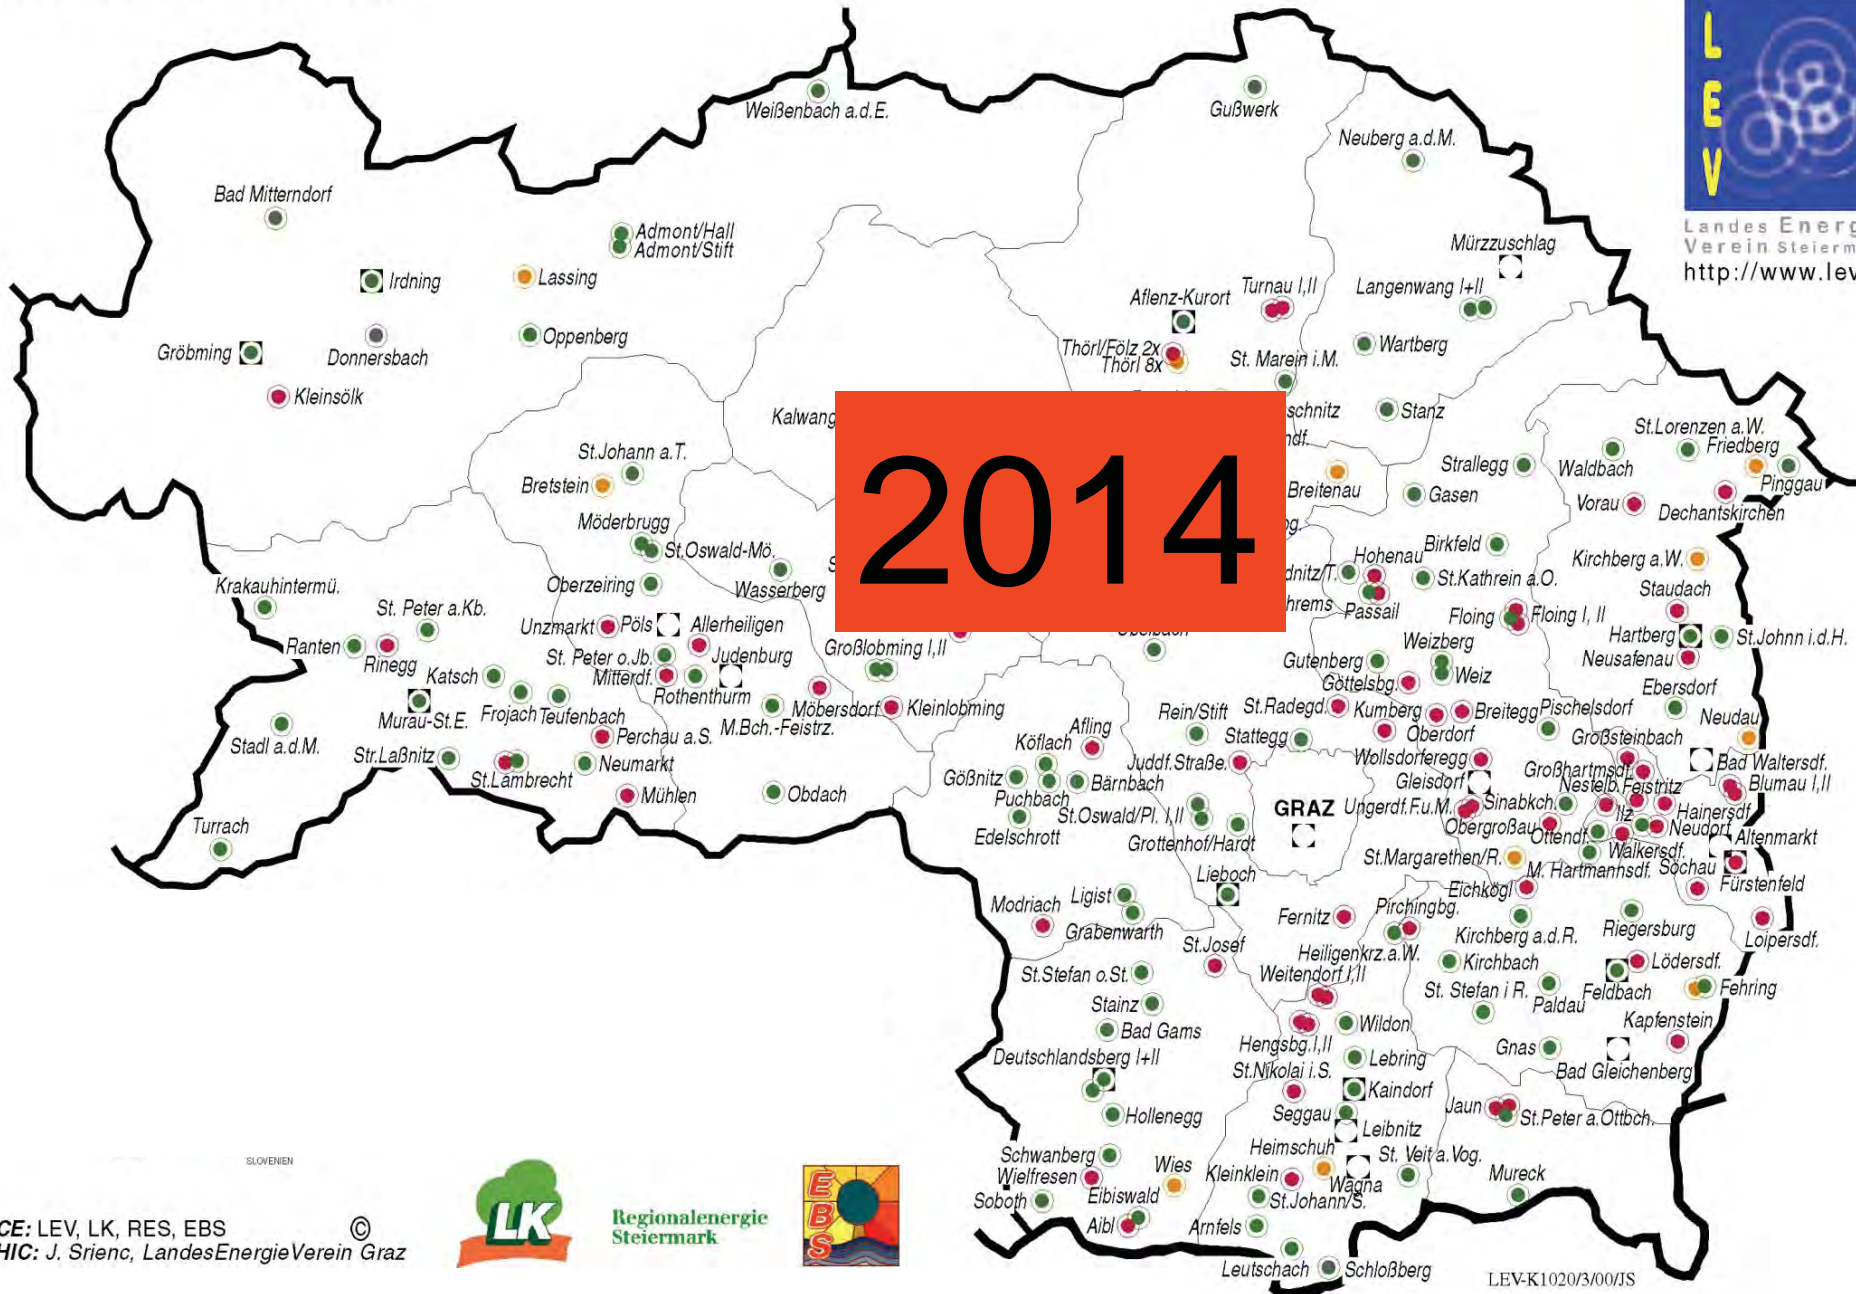 L
E
V
Landes Energ
Verein Steierm
http://www.lev
Weißenbach a.d.E.
Gußwerk
Neuberg a.d.M.
Bad Mitterndorf
Admont/Hall
Admont/Stift
Mürzzuschlag
Irdning
Lassing
Aflenz-Kurort
Turnau I,II
Langenwang I+II
Gröbming
Donnersbach
Oppenberg
Thörl/Fölz 2x
Thörl 8x
St. Marein i.M.
Wartberg
Kleinsölk
Kalwang
schnitz
Stanz
ndf.
2014
St.Johann a.T.
Bretstein
Breitenau
Strallegg
Gasen
Waldbach
St.Lorenzen a.W.
Friedberg
Pinggau
Vorau
Dechantskirchen
Möderbrugg
St.Oswald-Mö.
Wasserberg
Oberzeiring
og.
Hohenau
Birkfeld
Kirchberg a.W.
dnitz/T.
St.Kathrein a.O.
hrems
Passail
Staudach
Floing
Floing I, II
Krakauhintermü.
St. Peter a.Kb.
Ranten
Rinegg
Unzmarkt
Pöls
Allerheiligen
St. Peter o.Jb.
Judenburg
Mitterdf.
Rothenthurm
Großlobming I,II
Weizberg
Gutenberg
Weiz
Göttelsbg.
Hartberg
St.Johnn i.d.H.
Neusafenau
Katsch
Murau-St.E.
Frojach
Teufenbach
Möbersdorf
Kleinlobming
M.Bch.-Feistrz.
Perchau a.S.
Stadl a.d.M.
Str.Laßnitz
St.Lambrecht
Neumarkt
Mühlen
Obdach
Turrach
Rein/Stift
St.Radegd.
Kumberg
Breitegg
Pischelsdorf
Ebersdorf
Neudau
Stattegg
Oberdorf
Afling
Köflach
Gößnitz
Juddf.Straße.
Wollsdorferegg
Großsteinbach
Bad Waltersdf.
Bärnbach
Puchbach
Gleisdorf
Großhartmsdf.
Blumau I,II
Nestelb.
Feistritz
St.Oswald/Pl. I,II
GRAZ
Ungerdf.F.u.M.
Sinabkch.
Ilz
Hainersdf.
Edelschrott
Grottenhof/Hardt
Obergroßau
Ottendf.
Neudorf
Altenmarkt
Walkersdf.
St.Margarethen/R.
M. Hartmannsdf.
Söchau
Fürstenfeld
Lieboch
Ligist
Modriach
Grabenwarth
Fernitz
Pirchingbg.
Eichkögl
Kirchberg a.d.R.
Riegersburg
Loipersdf.
St.Josef
Heiligenkrz.a.W.
Kirchbach
Lödersdf.
St.Stefan o.St.
Weitendorf I,II
St. Stefan i R.
Paldau
Feldbach
Fehring
Stainz
Bad Gams
Wildon
Kapfenstein
Hengsbg.I,II
Lebring
Gnas
Bad Gleichenberg
Deutschlandsberg I+II
St.Nikolai i.S.
Kaindorf
Hollenegg
Seggau
Leibnitz
Jaun
St.Peter a.Ottbch.
Schwanberg
Heimschuh
Wielfresen
Wies
Kleinklein
Wagna
St. Veit a.Vog.
Mureck
Soboth
Eibiswald
St.Johann/S.
Aibl
Arnfels
Leutschach
Schloßberg
LEV-K1020/3/00/JS
SLOVENIEN
CE: LEV, LK, RES, EBS
©
HIC: J. Srienc, LandesEnergieVerein Graz
LK
Regionalenergie
Steiermark
E
B
S